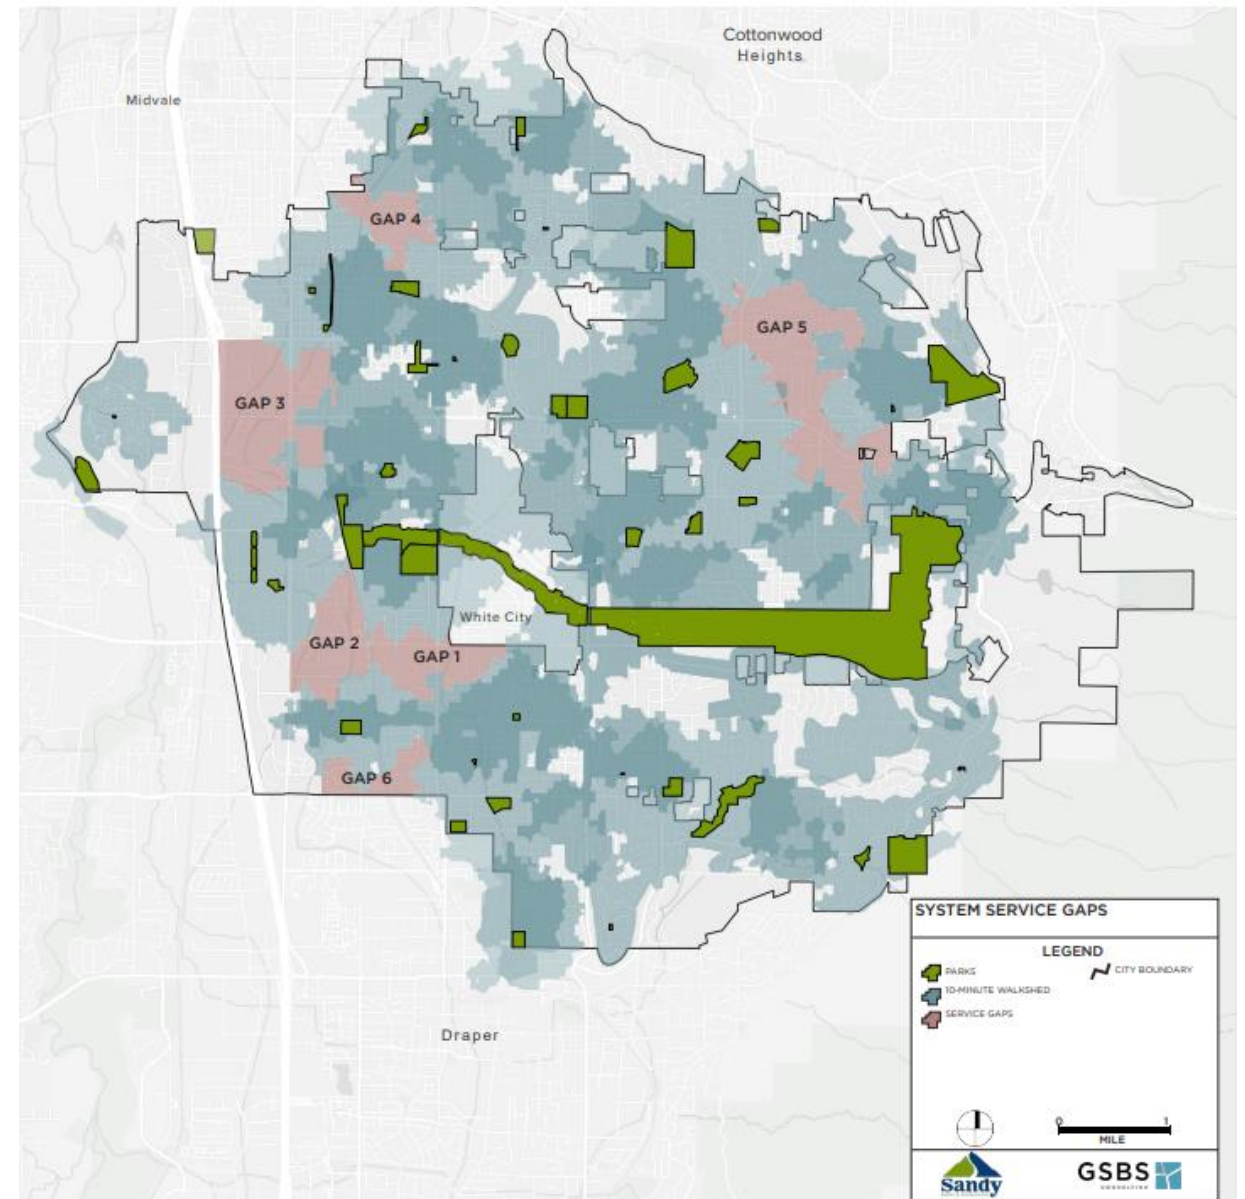 Cottonwood
Heights
Midvale
GAP 4
GAP 5
GAP 3
White City
GAP 2
GAP 1
GAP 6
Draper
SYSTEM SERVICE GAPS
LEGEND
PARKS
CITY BOUNDARY
10-MINUTE WALKSHED
SERVICE GAPS
0 1
MILE
Sandy
GSBS
CONSULTING